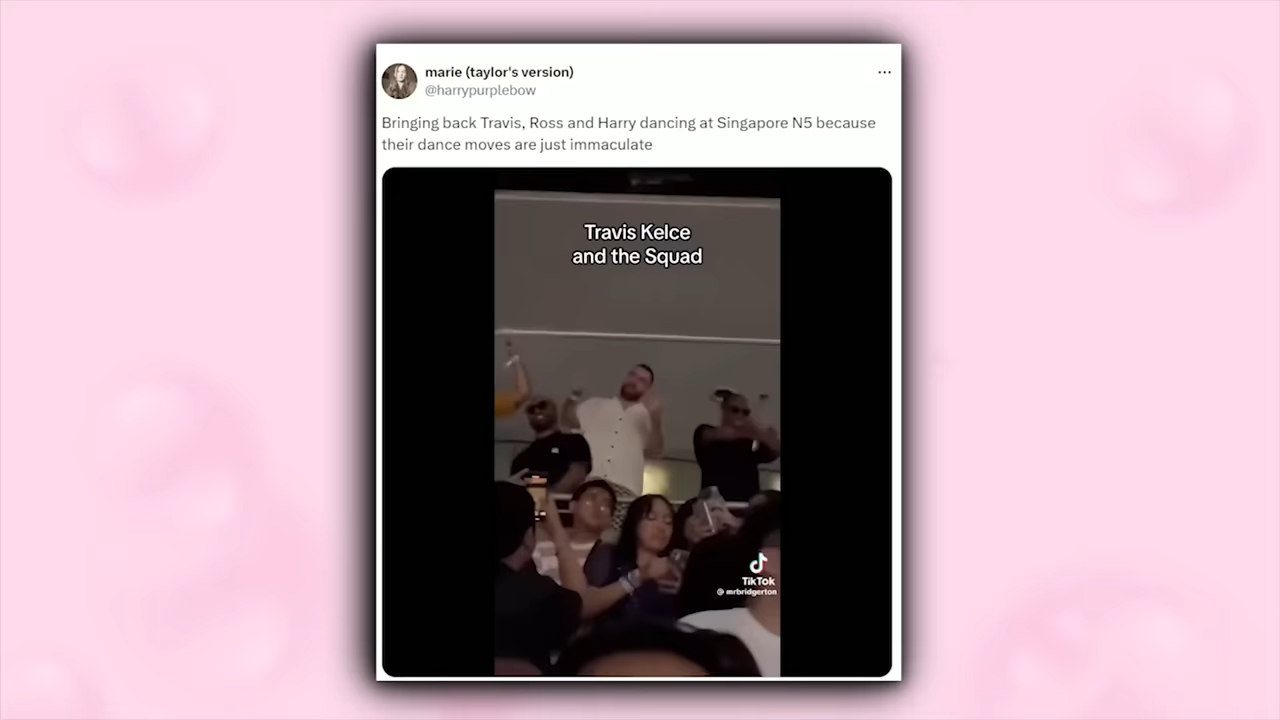 marie (taylor's version)
@harrypurplebow
Bringing back Travis, Ross and Harry dancing at Singapore N5 because
their dance moves are just immaculate
Travis Kelce
and the Squad
TikTok
@ mrbridgerton